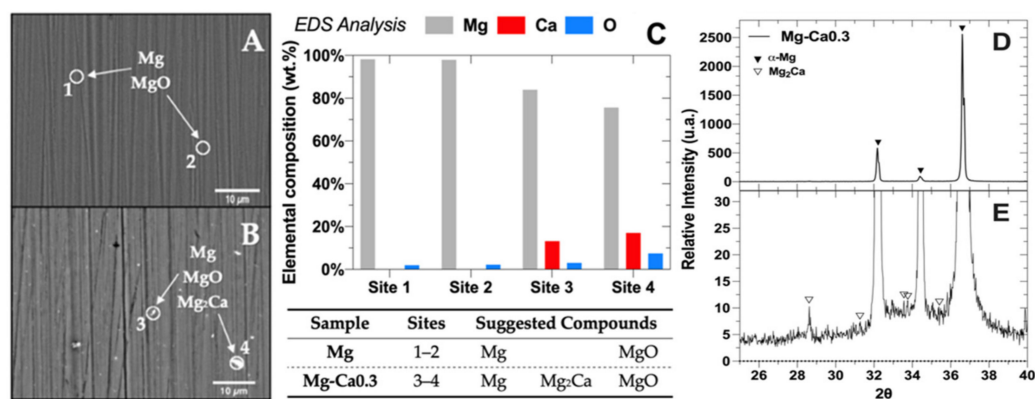 A
Mg
MgO
1
2
10 µm
B
Mg
MgO
Mg₂Ca
3
4
10 µm
EDS Analysis Mg Ca O
C
Elemental composition (wt.%)
100%
80%
60%
40%
20%
0%
Site 1 Site 2 Site 3 Site 4
Sample Sites Suggested Compounds
Mg 1–2 Mg MgO
Mg-Ca0.3 3–4 Mg Mg₂Ca MgO
D
Mg-Ca0.3
α-Mg
Mg₂Ca
Relative Intensity (u.a.)
2500
2000
1500
1000
500
0
E
30
25
20
15
10
5
0
26 28 30 32 34 36 38 40
2θ